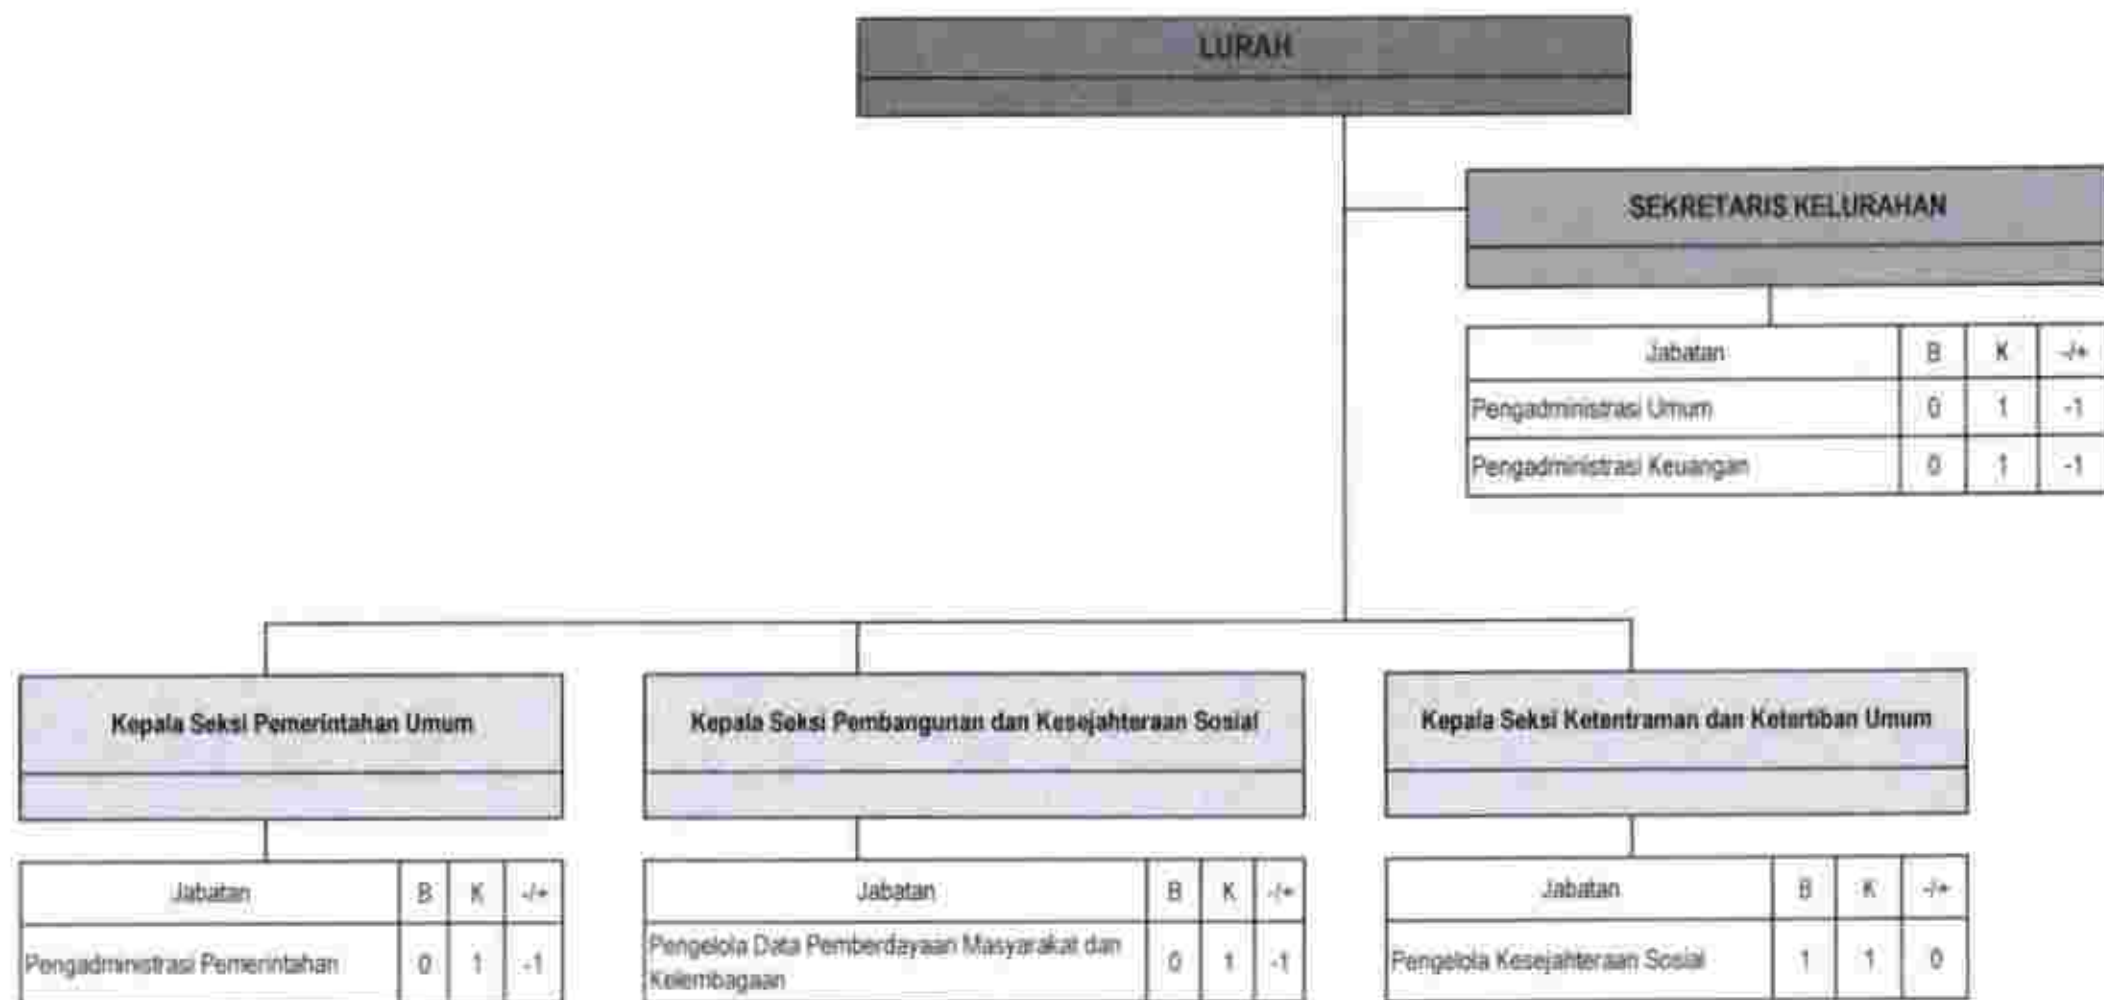 LURAH
SEKRETARIS KELURAHAN
Jabatan B K -/+
Pengadministrasi Umum 0 1 -1
Pengadministrasi Keuangan 0 1 -1
Kepala Seksi Pemerintahan Umum
Kepala Seksi Pembangunan dan Kesejahteraan Sosial
Kepala Seksi Ketentraman dan Ketertiban Umum
Jabatan B K -/+
Pengadministrasi Pemerintahan 0 1 -1
Jabatan B K -/+
Pengelola Data Pemberdayaan Masyarakat dan
Kelembagaan 0 1 -1
Jabatan B K -/+
Pengelola Kesejahteraan Sosial 1 1 0